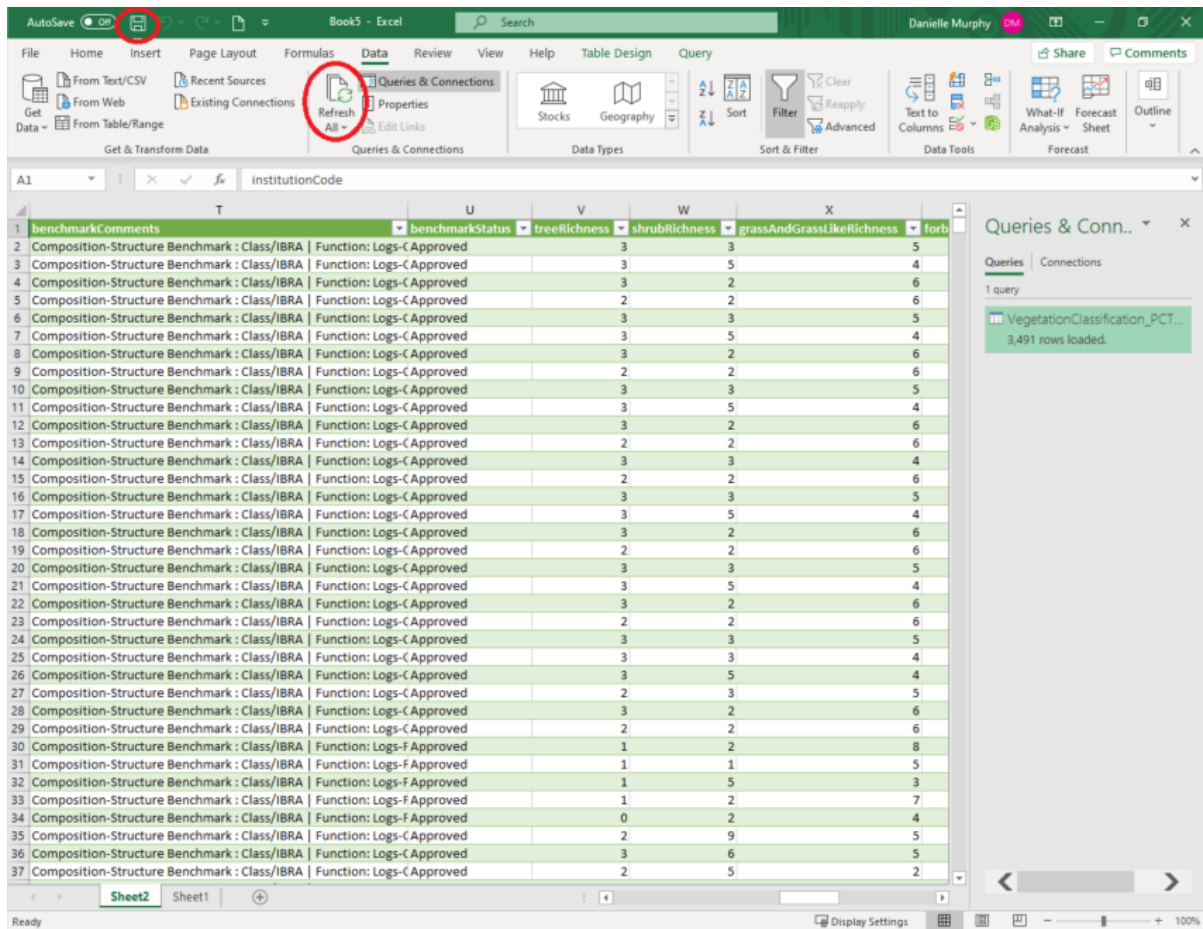 AutoSave Off Book5 - Excel Search Danielle Murphy DM
File Home Insert Page Layout Formulas Data Review View Help Table Design Query Share Comments
Get Data
From Text/CSV
From Web
From Table/Range
Recent Sources
Existing Connections
Get & Transform Data
Refresh All
Queries & Connections
Properties
Edit Links
Queries & Connections
Stocks Geography
Data Types
Sort
Filter
Clear
Reapply
Advanced
Sort & Filter
Text to Columns
Data Tools
What-If Analysis
Forecast Sheet
Forecast
Outline
A1 fx institutionCode
T U V W X
1 benchmarkComments benchmarkStatus treeRichness shrubRichness grassAndGrassLikeRichness forb
2 Composition-Structure Benchmark : Class/IBRA | Function: Logs-C Approved 3 3 5
3 Composition-Structure Benchmark : Class/IBRA | Function: Logs-C Approved 3 5 4
4 Composition-Structure Benchmark : Class/IBRA | Function: Logs-C Approved 3 2 6
5 Composition-Structure Benchmark : Class/IBRA | Function: Logs-C Approved 2 2 6
6 Composition-Structure Benchmark : Class/IBRA | Function: Logs-C Approved 3 3 5
7 Composition-Structure Benchmark : Class/IBRA | Function: Logs-C Approved 3 5 4
8 Composition-Structure Benchmark : Class/IBRA | Function: Logs-C Approved 3 2 6
9 Composition-Structure Benchmark : Class/IBRA | Function: Logs-C Approved 2 2 6
10 Composition-Structure Benchmark : Class/IBRA | Function: Logs-C Approved 3 3 5
11 Composition-Structure Benchmark : Class/IBRA | Function: Logs-C Approved 3 5 4
12 Composition-Structure Benchmark : Class/IBRA | Function: Logs-C Approved 3 2 6
13 Composition-Structure Benchmark : Class/IBRA | Function: Logs-C Approved 2 2 6
14 Composition-Structure Benchmark : Class/IBRA | Function: Logs-C Approved 3 3 4
15 Composition-Structure Benchmark : Class/IBRA | Function: Logs-C Approved 2 2 6
16 Composition-Structure Benchmark : Class/IBRA | Function: Logs-C Approved 3 3 5
17 Composition-Structure Benchmark : Class/IBRA | Function: Logs-C Approved 3 5 4
18 Composition-Structure Benchmark : Class/IBRA | Function: Logs-C Approved 3 2 6
19 Composition-Structure Benchmark : Class/IBRA | Function: Logs-C Approved 2 2 6
20 Composition-Structure Benchmark : Class/IBRA | Function: Logs-C Approved 3 3 5
21 Composition-Structure Benchmark : Class/IBRA | Function: Logs-C Approved 3 5 4
22 Composition-Structure Benchmark : Class/IBRA | Function: Logs-C Approved 3 2 6
23 Composition-Structure Benchmark : Class/IBRA | Function: Logs-C Approved 2 2 6
24 Composition-Structure Benchmark : Class/IBRA | Function: Logs-C Approved 3 3 5
25 Composition-Structure Benchmark : Class/IBRA | Function: Logs-C Approved 3 3 4
26 Composition-Structure Benchmark : Class/IBRA | Function: Logs-C Approved 3 5 4
27 Composition-Structure Benchmark : Class/IBRA | Function: Logs-C Approved 2 3 5
28 Composition-Structure Benchmark : Class/IBRA | Function: Logs-C Approved 3 2 6
29 Composition-Structure Benchmark : Class/IBRA | Function: Logs-C Approved 2 2 6
30 Composition-Structure Benchmark : Class/IBRA | Function: Logs-F Approved 1 2 8
31 Composition-Structure Benchmark : Class/IBRA | Function: Logs-F Approved 1 1 5
32 Composition-Structure Benchmark : Class/IBRA | Function: Logs-F Approved 1 5 3
33 Composition-Structure Benchmark : Class/IBRA | Function: Logs-F Approved 1 2 7
34 Composition-Structure Benchmark : Class/IBRA | Function: Logs-F Approved 0 2 4
35 Composition-Structure Benchmark : Class/IBRA | Function: Logs-C Approved 2 9 5
36 Composition-Structure Benchmark : Class/IBRA | Function: Logs-C Approved 3 6 5
37 Composition-Structure Benchmark : Class/IBRA | Function: Logs-C Approved 2 5 2
Queries & Conn..
Queries Connections
1 query
VegetationClassification_PCT...
3,491 rows loaded.
Sheet2 Sheet1
Ready Display Settings 100%